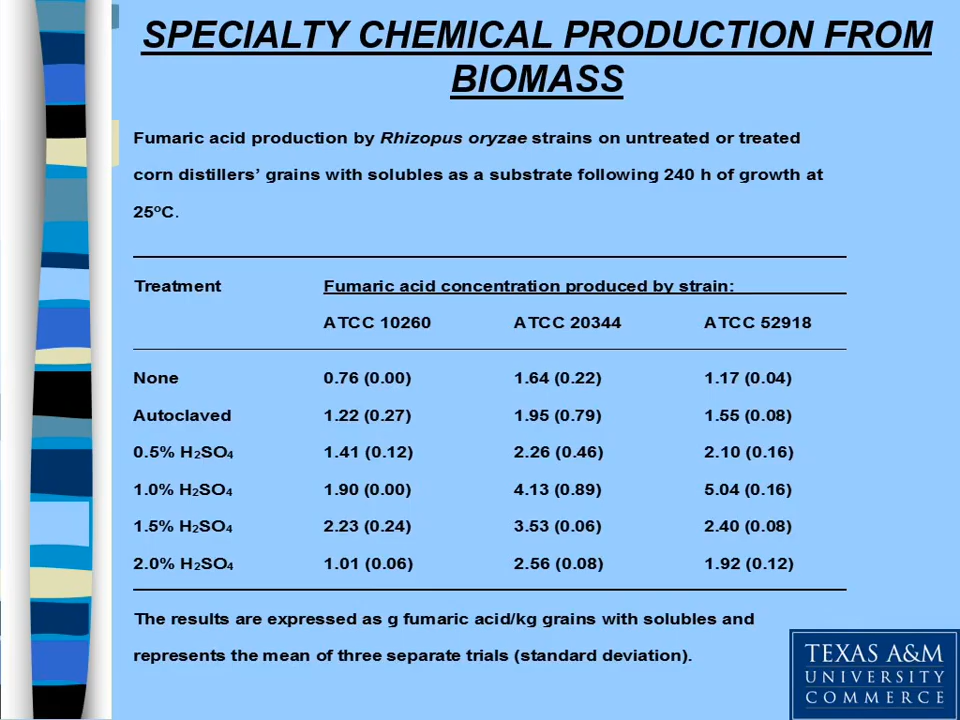 SPECIALTY CHEMICAL PRODUCTION FROM
BIOMASS
Fumaric acid production by Rhizopus oryzae strains on untreated or treated
corn distillers’ grains with solubles as a substrate following 240 h of growth at
25ºC.
Treatment Fumaric acid concentration produced by strain:
ATCC 10260 ATCC 20344 ATCC 52918
None 0.76 (0.00) 1.64 (0.22) 1.17 (0.04)
Autoclaved 1.22 (0.27) 1.95 (0.79) 1.55 (0.08)
0.5% H₂SO₄ 1.41 (0.12) 2.26 (0.46) 2.10 (0.16)
1.0% H₂SO₄ 1.90 (0.00) 4.13 (0.89) 5.04 (0.16)
1.5% H₂SO₄ 2.23 (0.24) 3.53 (0.06) 2.40 (0.08)
2.0% H₂SO₄ 1.01 (0.06) 2.56 (0.08) 1.92 (0.12)
The results are expressed as g fumaric acid/kg grains with solubles and
represents the mean of three separate trials (standard deviation).
TEXAS A&M
UNIVERSITY
COMMERCE